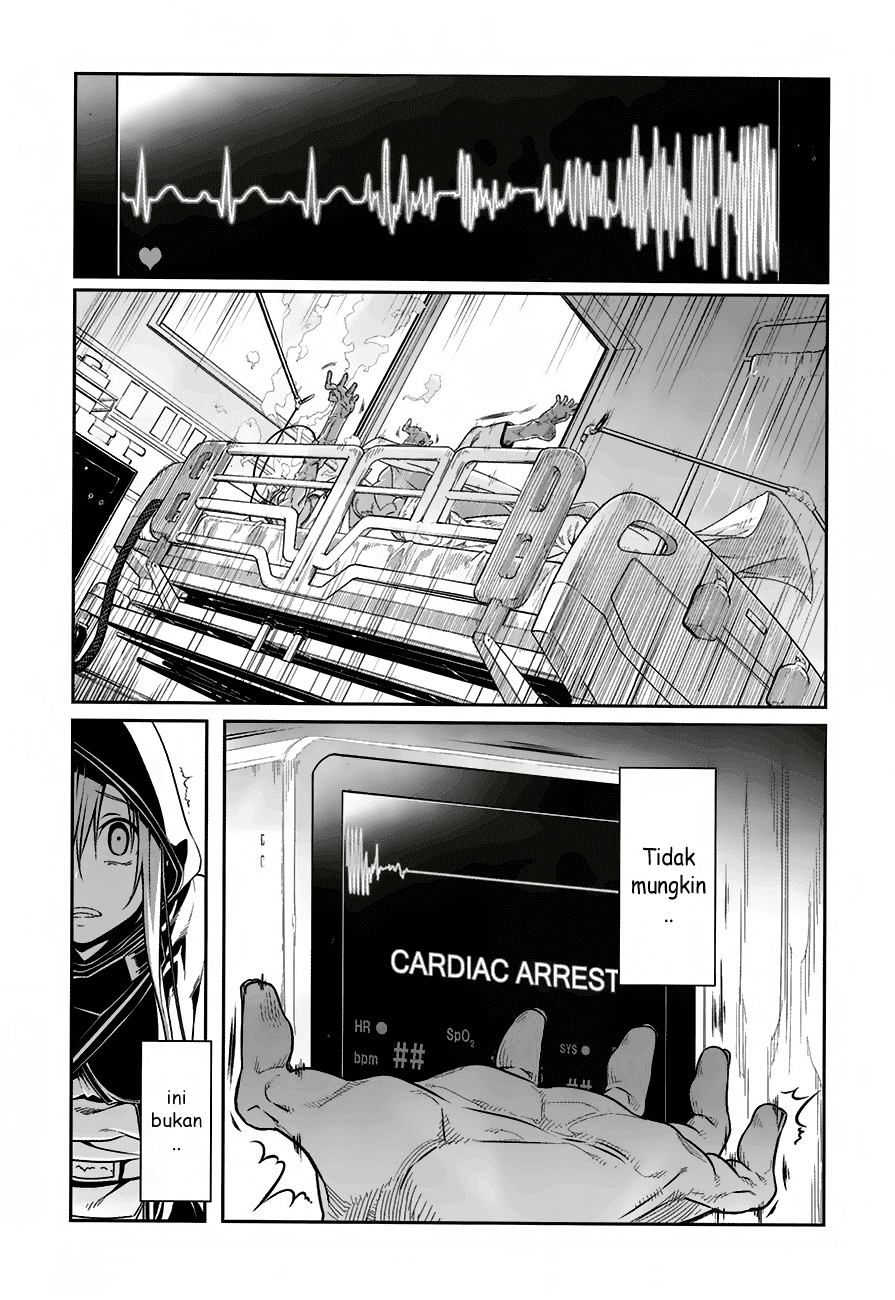 Tidak
mungkin
..
CARDIAC ARREST
HR
SpO₂
SYS
bpm ##
##
ini
bukan
..